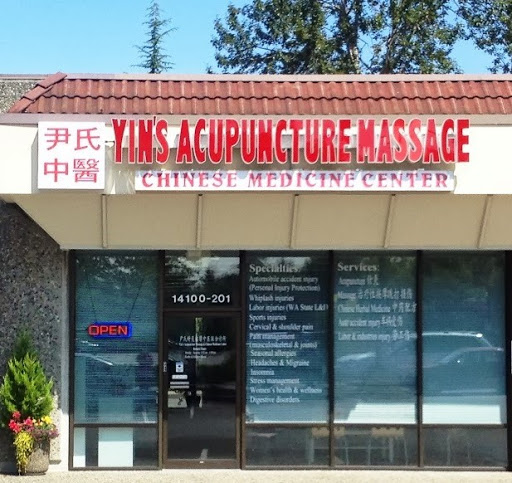 尹氏
中醫
YIN'S ACUPUNCTURE MASSAGE
CHINESE MEDICINE CENTER
OPEN
14100-201
Specialties:
Automobile accident injury
(Personal Injury Protection)
Whiplash injuries
Labor injuries (WA State L&I)
Sports injuries
Cervical & shoulder pain
Pain management
(musculoskeletal & joints)
Seasonal allergies
Headaches & Migraine
Insomnia
Stress management
Women's health & wellness
Digestive disorders
Services:
Acupuncture 針灸
Massage
Chinese Herbal Medicine
Auto accident injury
Labor & industries injury